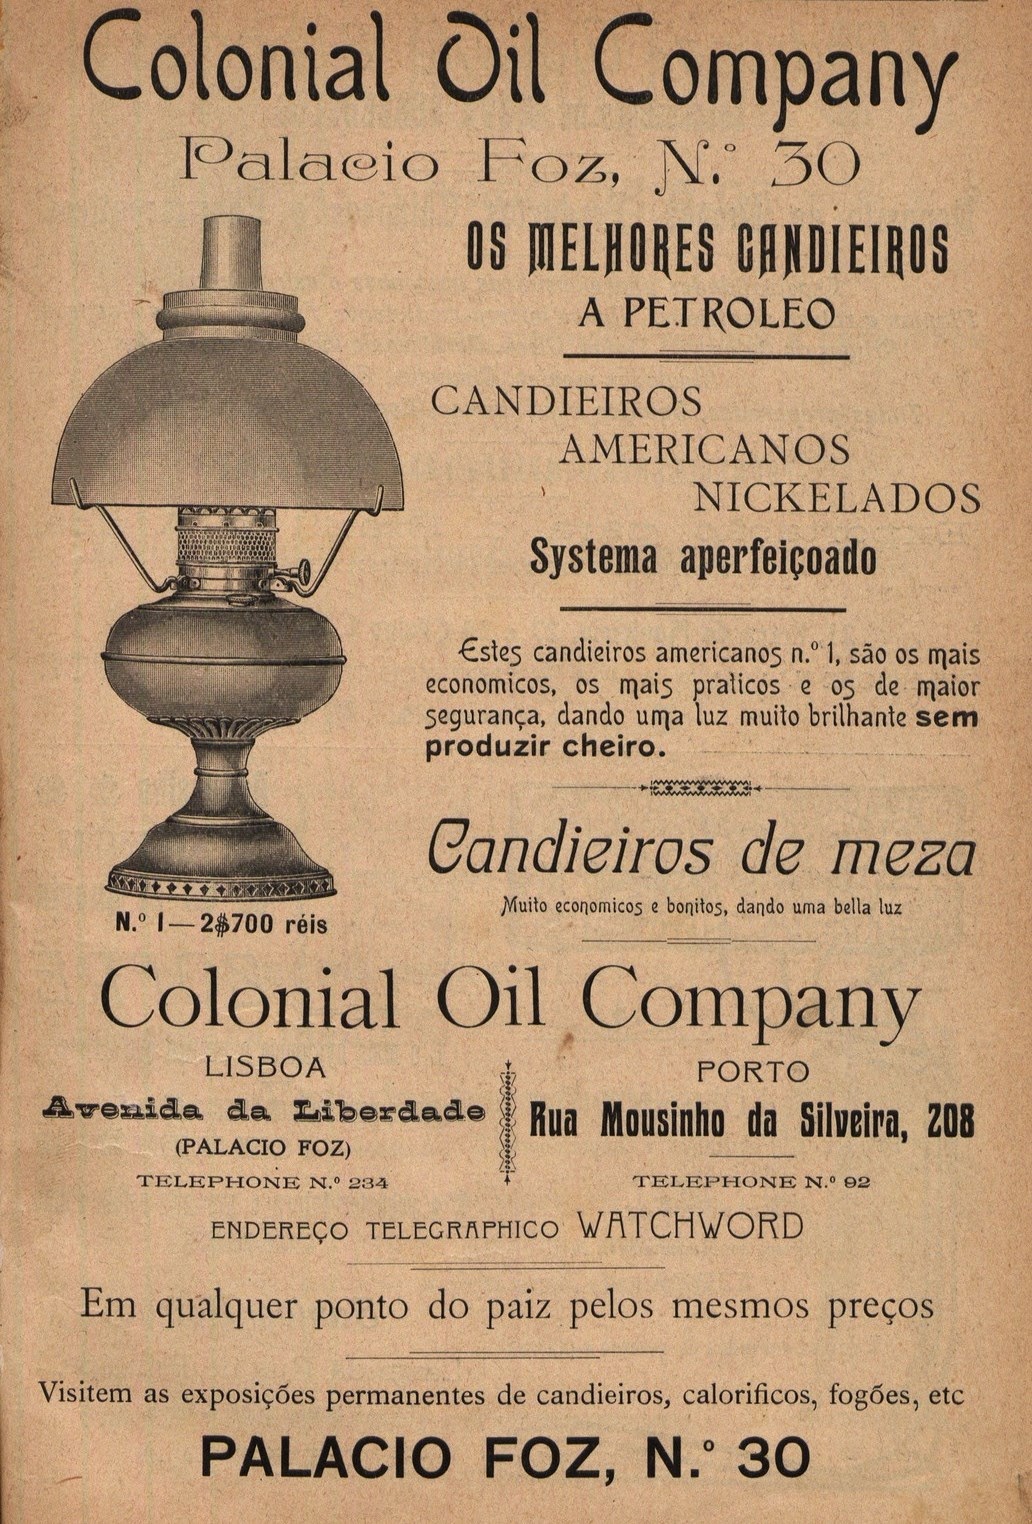 Colonial Oil Company
Palacio Foz, N.º 30
OS MELHORES CANDIEIROS
A PETROLEO
CANDIEIROS
AMERICANOS
NICKELADOS
Systema aperfeiçoado
Estes candieiros americanos n.º 1, são os mais
economicos, os mais praticos e os de maior
segurança, dando uma luz muito brilhante sem
produzir cheiro.
Candieiros de meza
Muito economicos e bonitos, dando uma bella luz
N.º 1—2$700 réis
Colonial Oil Company
LISBOA
Avenida da Liberdade
(PALACIO FOZ)
TELEPHONE N.º 234
PORTO
Rua Mousinho da Silveira, 208
TELEPHONE N.º 92
ENDEREÇO TELEGRAPHICO WATCHWORD
Em qualquer ponto do paiz pelos mesmos preços
Visitem as exposições permanentes de candieiros, calorificos, fogões, etc
PALACIO FOZ, N.º 30